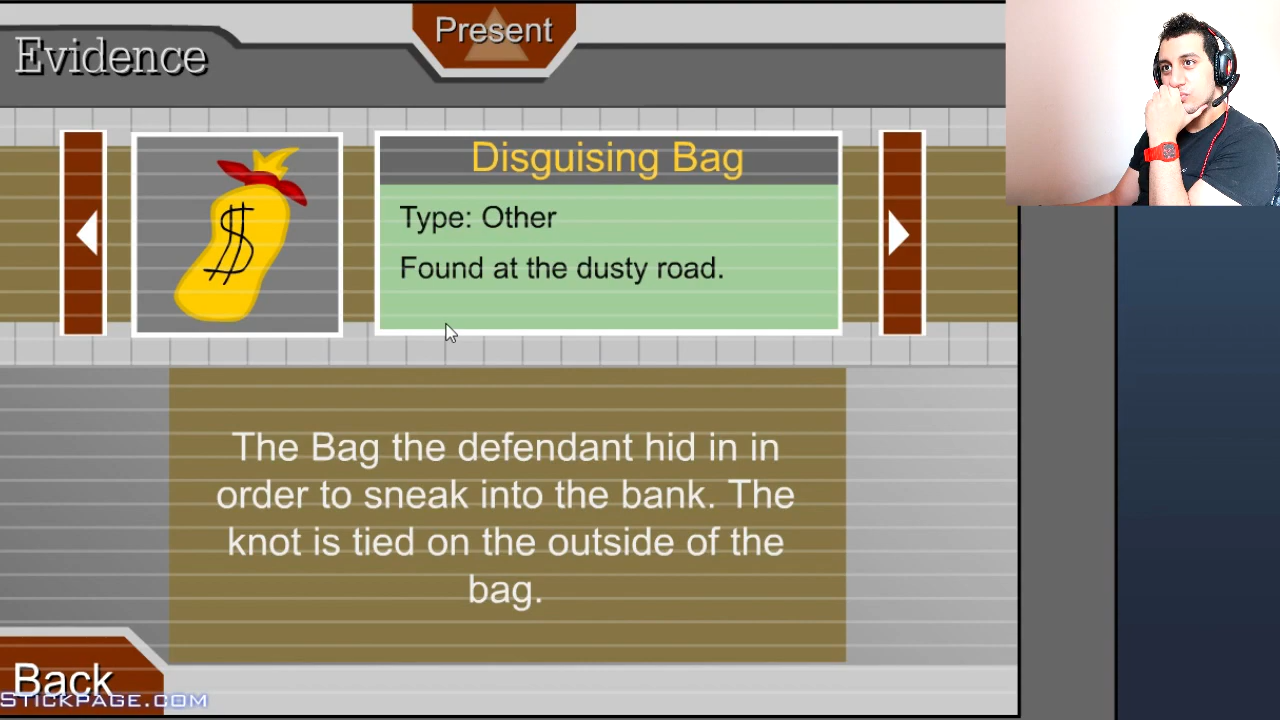 Present
Evidence
Disguising Bag
Type: Other
Found at the dusty road.
$
The Bag the defendant hid in in
order to sneak into the bank. The
knot is tied on the outside of the
bag.
Back
STICKPAGE.COM